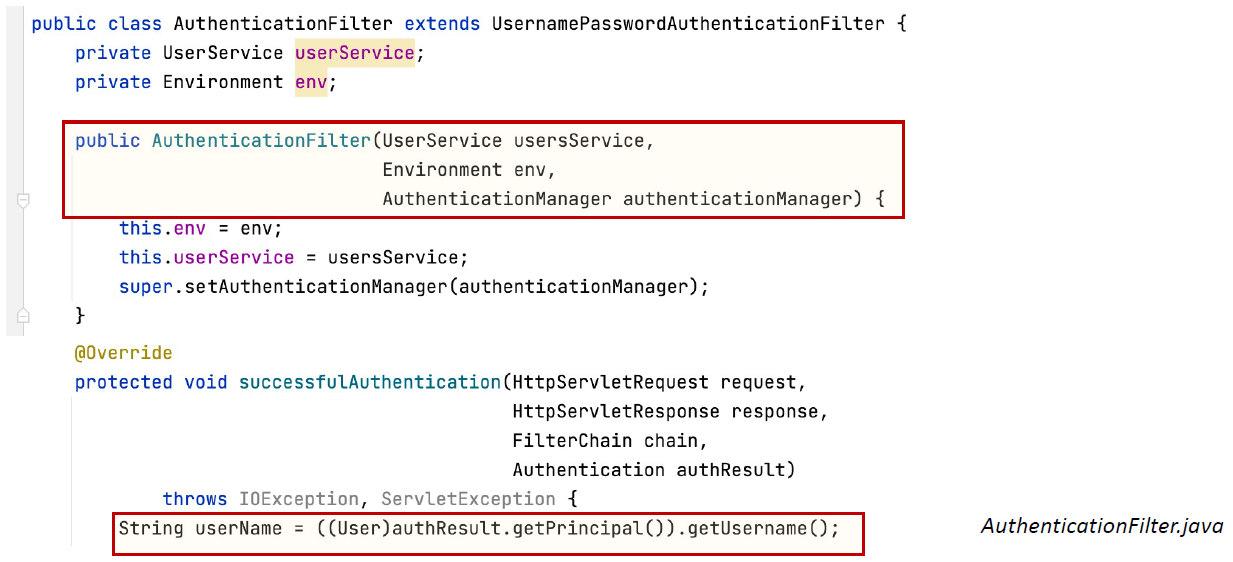 public class AuthenticationFilter extends UsernamePasswordAuthenticationFilter {
    private UserService userService;
    private Environment env;

    public AuthenticationFilter(UserService usersService,
                                Environment env,
                                AuthenticationManager authenticationManager) {
        this.env = env;
        this.userService = usersService;
        super.setAuthenticationManager(authenticationManager);
    }
    @Override
    protected void successfulAuthentication(HttpServletRequest request,
                                            HttpServletResponse response,
                                            FilterChain chain,
                                            Authentication authResult)
            throws IOException, ServletException {
        String userName = ((User)authResult.getPrincipal()).getUsername();
AuthenticationFilter.java